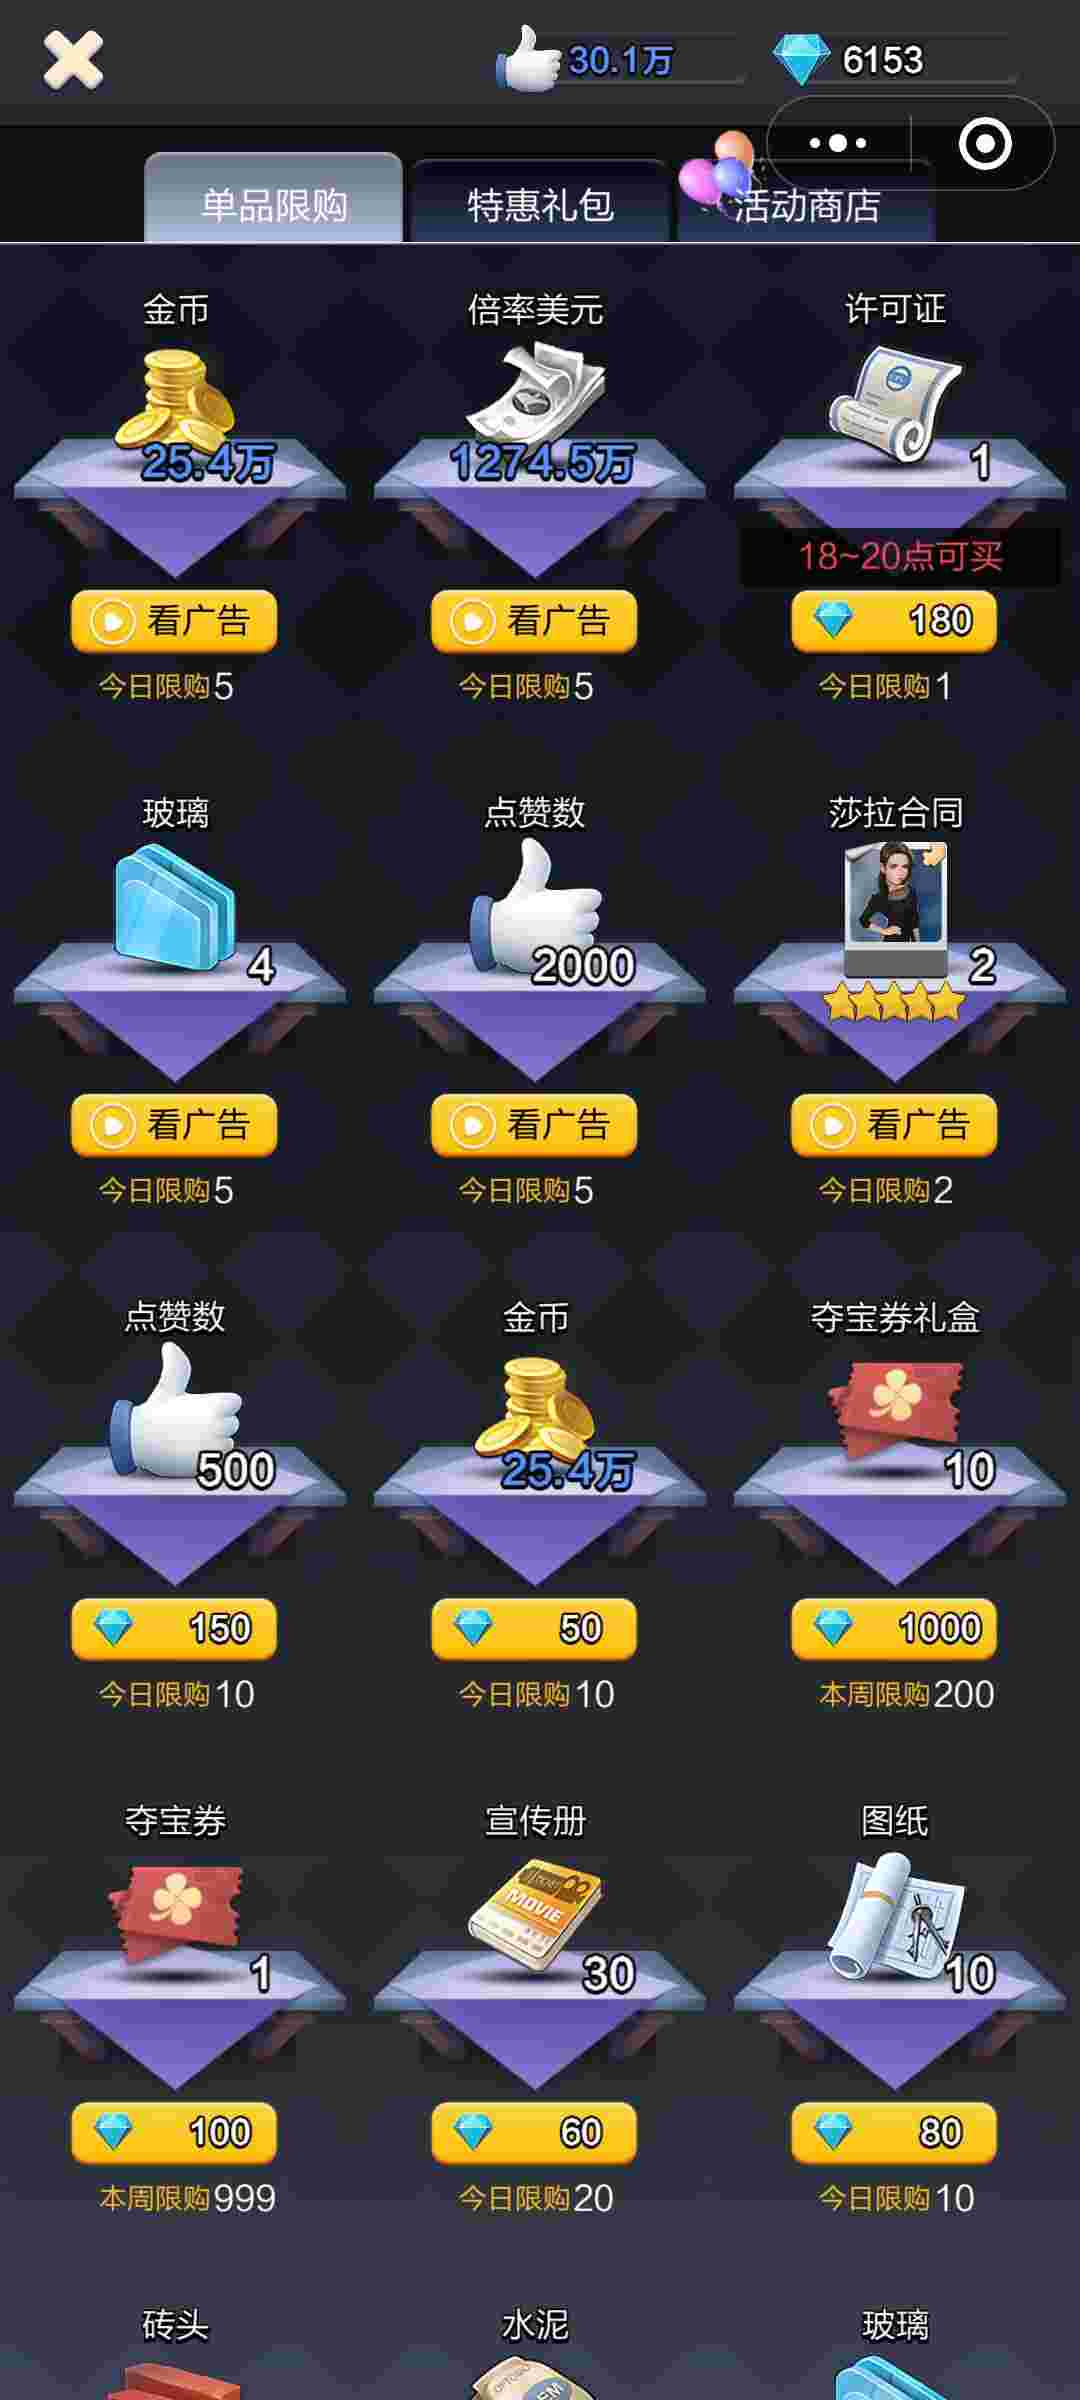 30.1万
6153
单品限购
特惠礼包
活动商店
金币
倍率美元
许可证
25.4万
1274.5万
1
18~20点可买
看广告
看广告
180
今日限购5
今日限购5
今日限购1
玻璃
点赞数
莎拉合同
4
2000
2
看广告
看广告
看广告
今日限购5
今日限购5
今日限购2
点赞数
金币
夺宝券礼盒
500
25.4万
10
150
50
1000
今日限购10
今日限购10
本周限购200
夺宝券
宣传册
图纸
MOVIE
1
30
10
100
60
80
本周限购999
今日限购20
今日限购10
砖头
水泥
玻璃